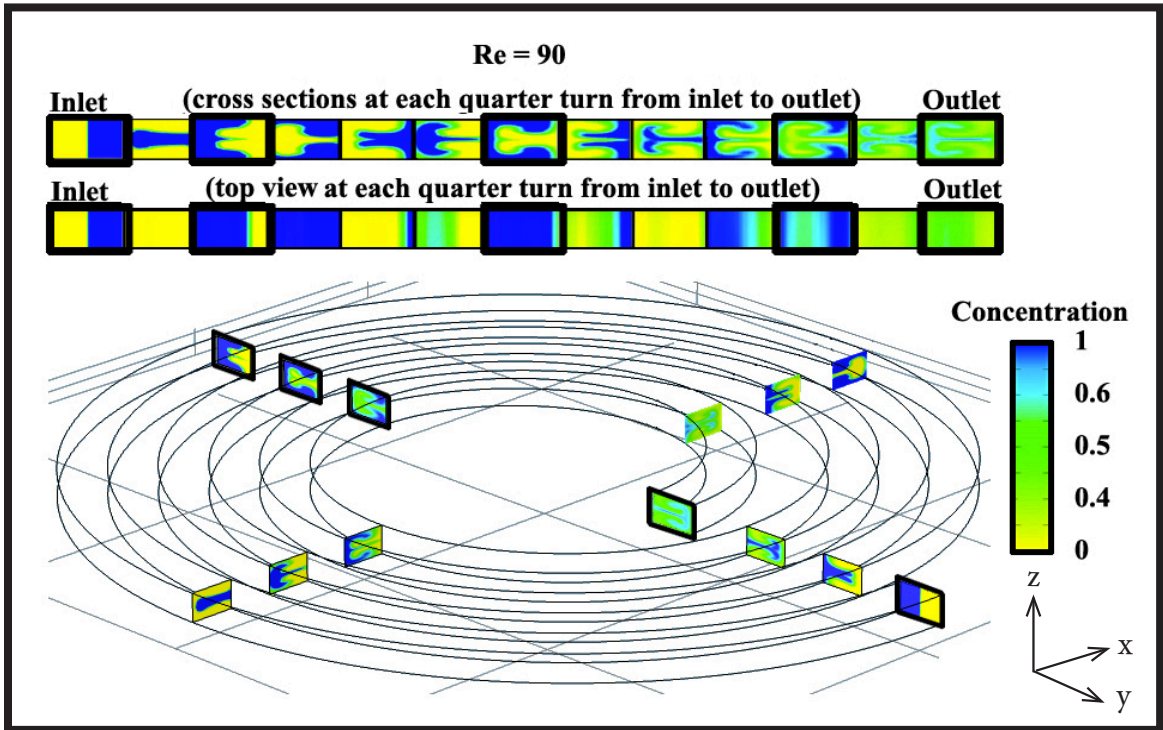 Re = 90
Inlet (cross sections at each quarter turn from inlet to outlet) Outlet
Inlet (top view at each quarter turn from inlet to outlet) Outlet
Concentration
1
0.6
0.5
0.4
0
z
x
y